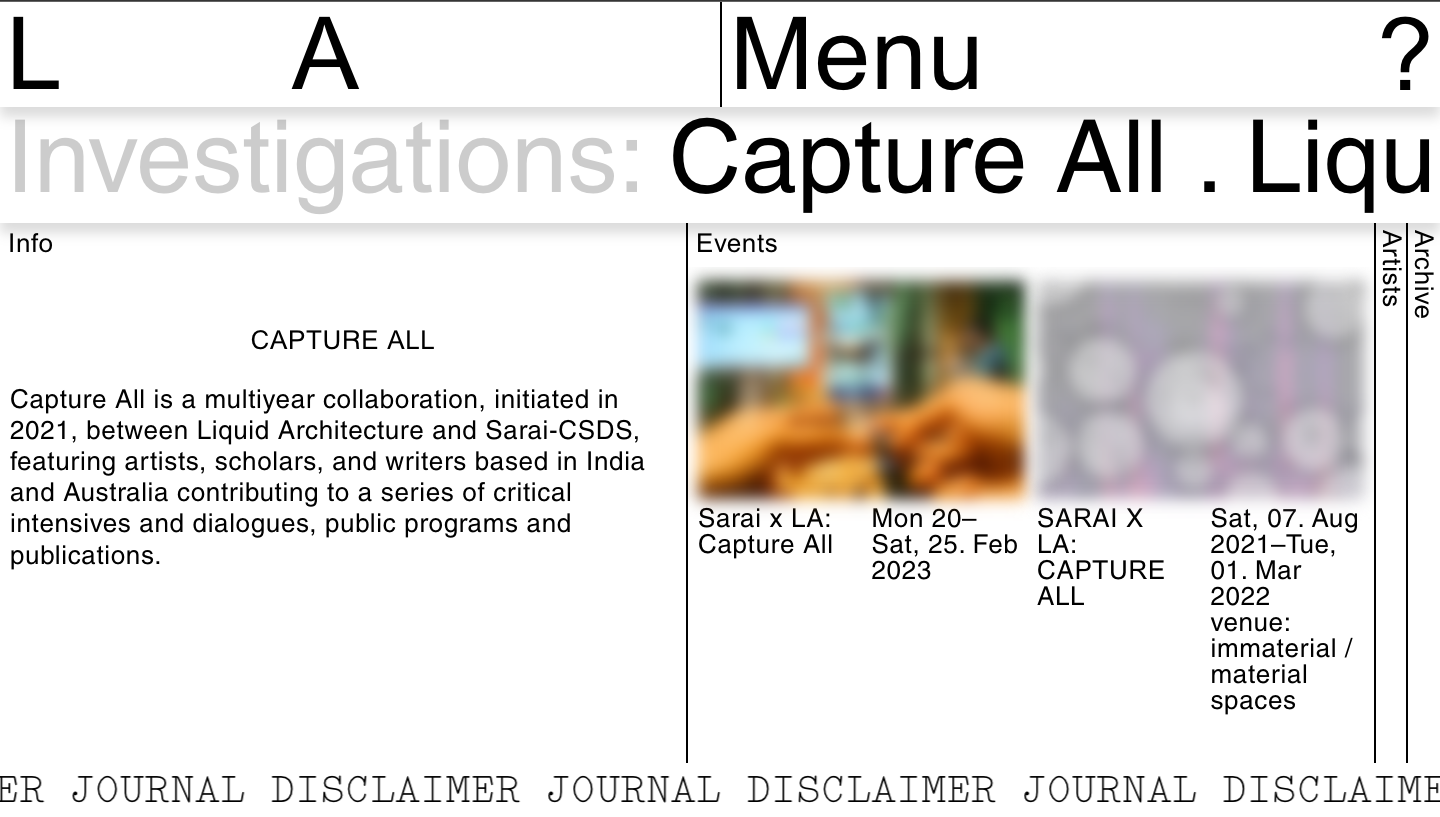 L A Menu ?
Investigations: Capture All . Liqu
Info
CAPTURE ALL
Capture All is a multiyear collaboration, initiated in
2021, between Liquid Architecture and Sarai-CSDS,
featuring artists, scholars, and writers based in India
and Australia contributing to a series of critical
intensives and dialogues, public programs and
publications.
Events
Sarai x LA:
Capture All
Mon 20–
Sat, 25. Feb
2023
SARAI X
LA:
CAPTURE
ALL
Sat, 07. Aug
2021–Tue,
01. Mar
2022
venue:
immaterial /
material
spaces
Artists
Archive
ER JOURNAL DISCLAIMER JOURNAL DISCLAIMER JOURNAL DISCLAIME